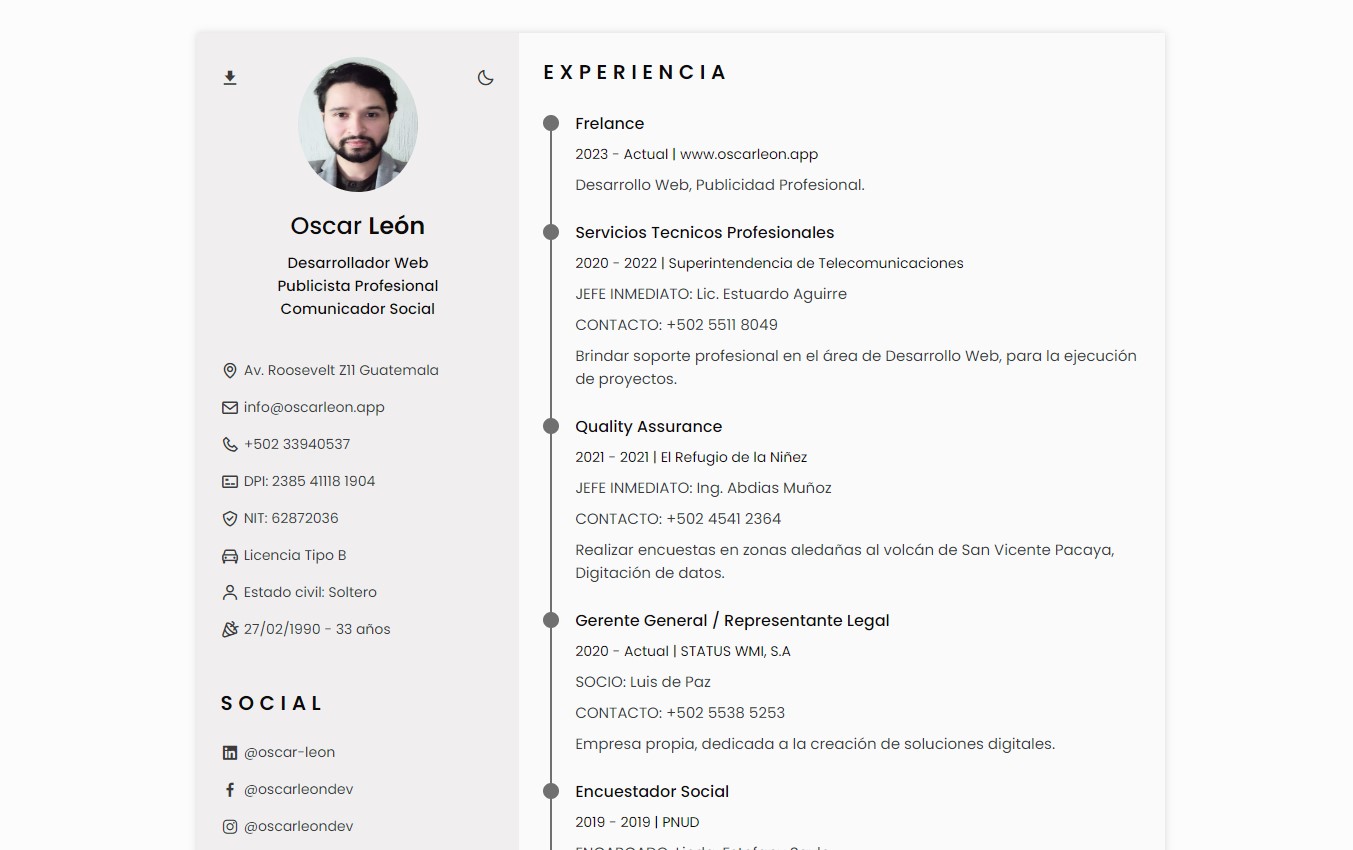 Oscar León
Desarrollador Web
Publicista Profesional
Comunicador Social
Av. Roosevelt Z11 Guatemala
info@oscarleon.app
+502 33940537
DPI: 2385 41118 1904
NIT: 62872036
Licencia Tipo B
Estado civil: Soltero
27/02/1990 - 33 años
SOCIAL
@oscar-leon
@oscarleondev
@oscarleondev
EXPERIENCIA
Frelance
2023 - Actual | www.oscarleon.app
Desarrollo Web, Publicidad Profesional.
Servicios Tecnicos Profesionales
2020 - 2022 | Superintendencia de Telecomunicaciones
JEFE INMEDIATO: Lic. Estuardo Aguirre
CONTACTO: +502 5511 8049
Brindar soporte profesional en el área de Desarrollo Web, para la ejecución
de proyectos.
Quality Assurance
2021 - 2021 | El Refugio de la Niñez
JEFE INMEDIATO: Ing. Abdias Muñoz
CONTACTO: +502 4541 2364
Realizar encuestas en zonas aledañas al volcán de San Vicente Pacaya,
Digitación de datos.
Gerente General / Representante Legal
2020 - Actual | STATUS WMI, S.A
SOCIO: Luis de Paz
CONTACTO: +502 5538 5253
Empresa propia, dedicada a la creación de soluciones digitales.
Encuestador Social
2019 - 2019 | PNUD